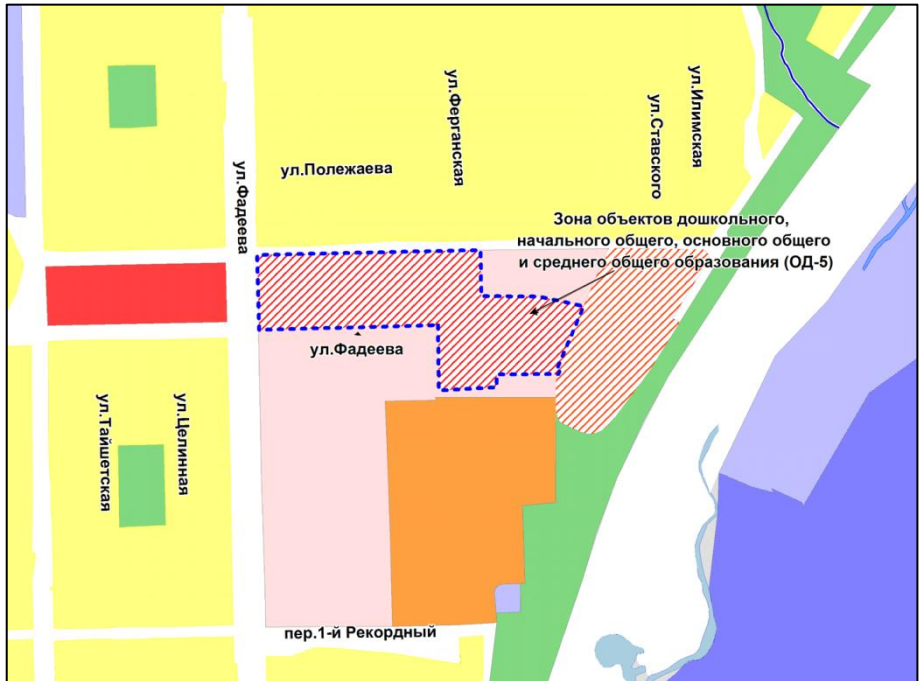 ул.Ферганская
ул.Илимская
ул.Ставского
ул.Полежаева
ул.Фадеева
Зона объектов дошкольного,
начального общего, основного общего
и среднего общего образования (ОД-5)
ул.Фадеева
ул.Тайшетская
ул.Целинная
пер.1-й Рекордный